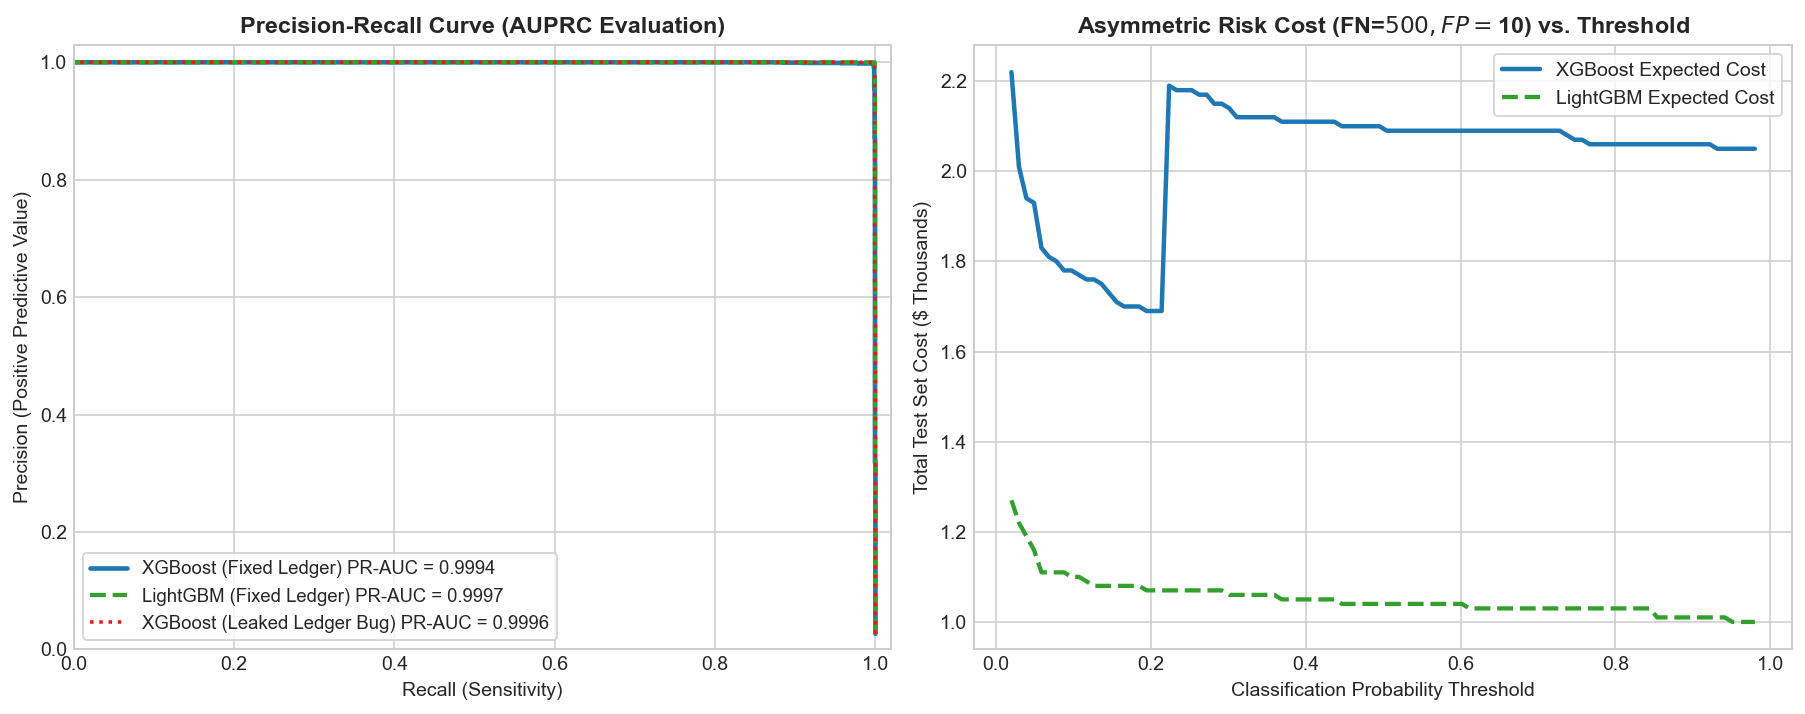 Precision-Recall Curve (AUPRC Evaluation)
Precision (Positive Predictive Value)
1.0
0.8
0.6
0.4
0.2
0.0
XGBoost (Fixed Ledger) PR-AUC = 0.9994
LightGBM (Fixed Ledger) PR-AUC = 0.9997
XGBoost (Leaked Ledger Bug) PR-AUC = 0.9996
0.0 0.2 0.4 0.6 0.8 1.0
Recall (Sensitivity)
Asymmetric Risk Cost (FN=500, FP = 10) vs. Threshold
Total Test Set Cost ($ Thousands)
2.2
2.0
1.8
1.6
1.4
1.2
1.0
XGBoost Expected Cost
LightGBM Expected Cost
0.0 0.2 0.4 0.6 0.8 1.0
Classification Probability Threshold